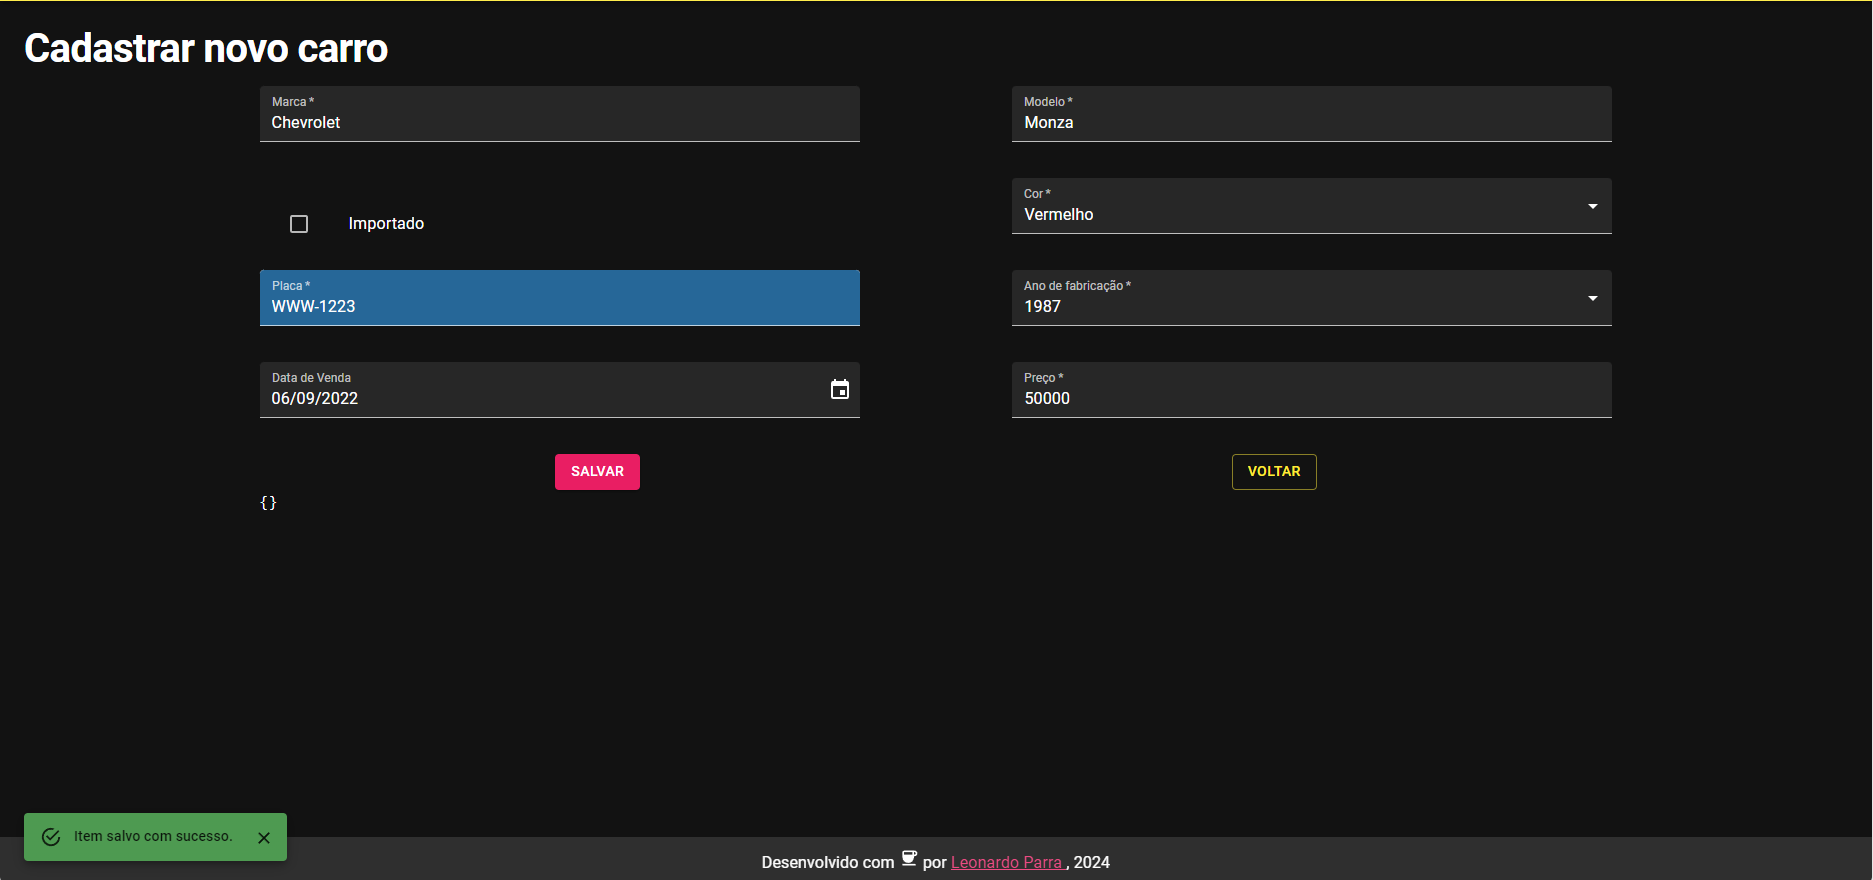 Cadastrar novo carro
Marca *
Chevrolet
Modelo *
Monza
Importado
Cor *
Vermelho
Placa *
WWW-1223
Ano de fabricação *
1987
Data de Venda
06/09/2022
Preço *
50000
SALVAR
VOLTAR
{}
Item salvo com sucesso.
Desenvolvido com por Leonardo Parra , 2024